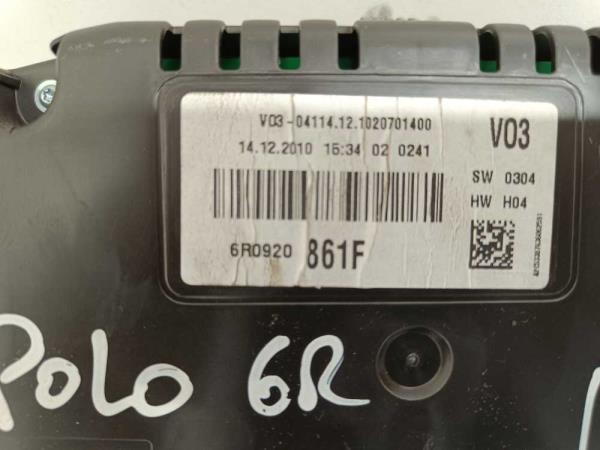 V03-04114.12.1020701400
V03
14.12.2010 15:34 02 0241
SW 0304
HW H04
6R0920 861F
POLO 6R